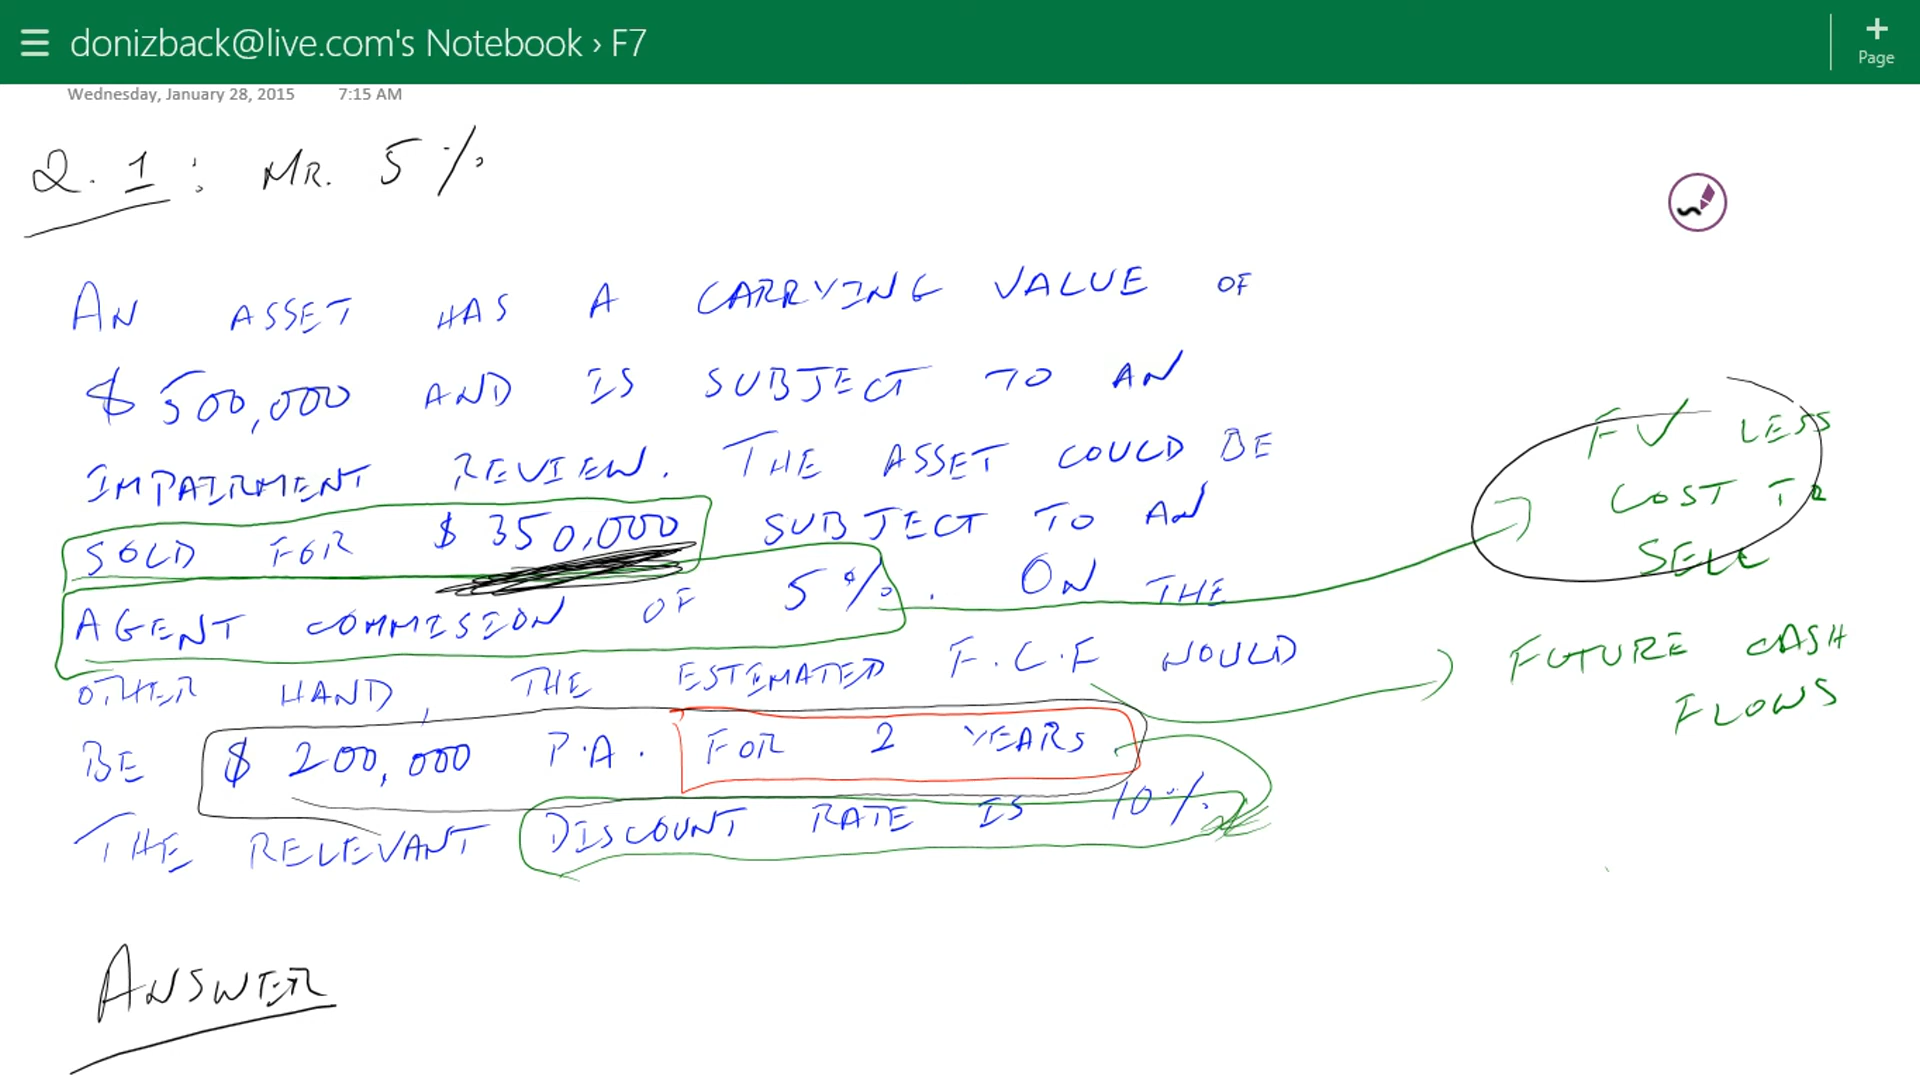 donizback@live.com's Notebook › F7
Page
Wednesday, January 28, 2015 7:15 AM
Q.1: MR. 5%
AN ASSET HAS A CARRYING VALUE OF
$500,000 AND IS SUBJECT TO AN
IMPAIRMENT REVIEW. THE ASSET COULD BE
SOLD FOR $350,000 SUBJECT TO AN
AGENT COMMISION OF 5%. ON THE
OTHER HAND, THE ESTIMATED F.C.F WOULD
BE $200,000 P.A. FOR 2 YEARS
THE RELEVANT DISCOUNT RATE IS 10%.
FV LESS
COST TO
SELL
FUTURE CASH
FLOWS
ANSWER